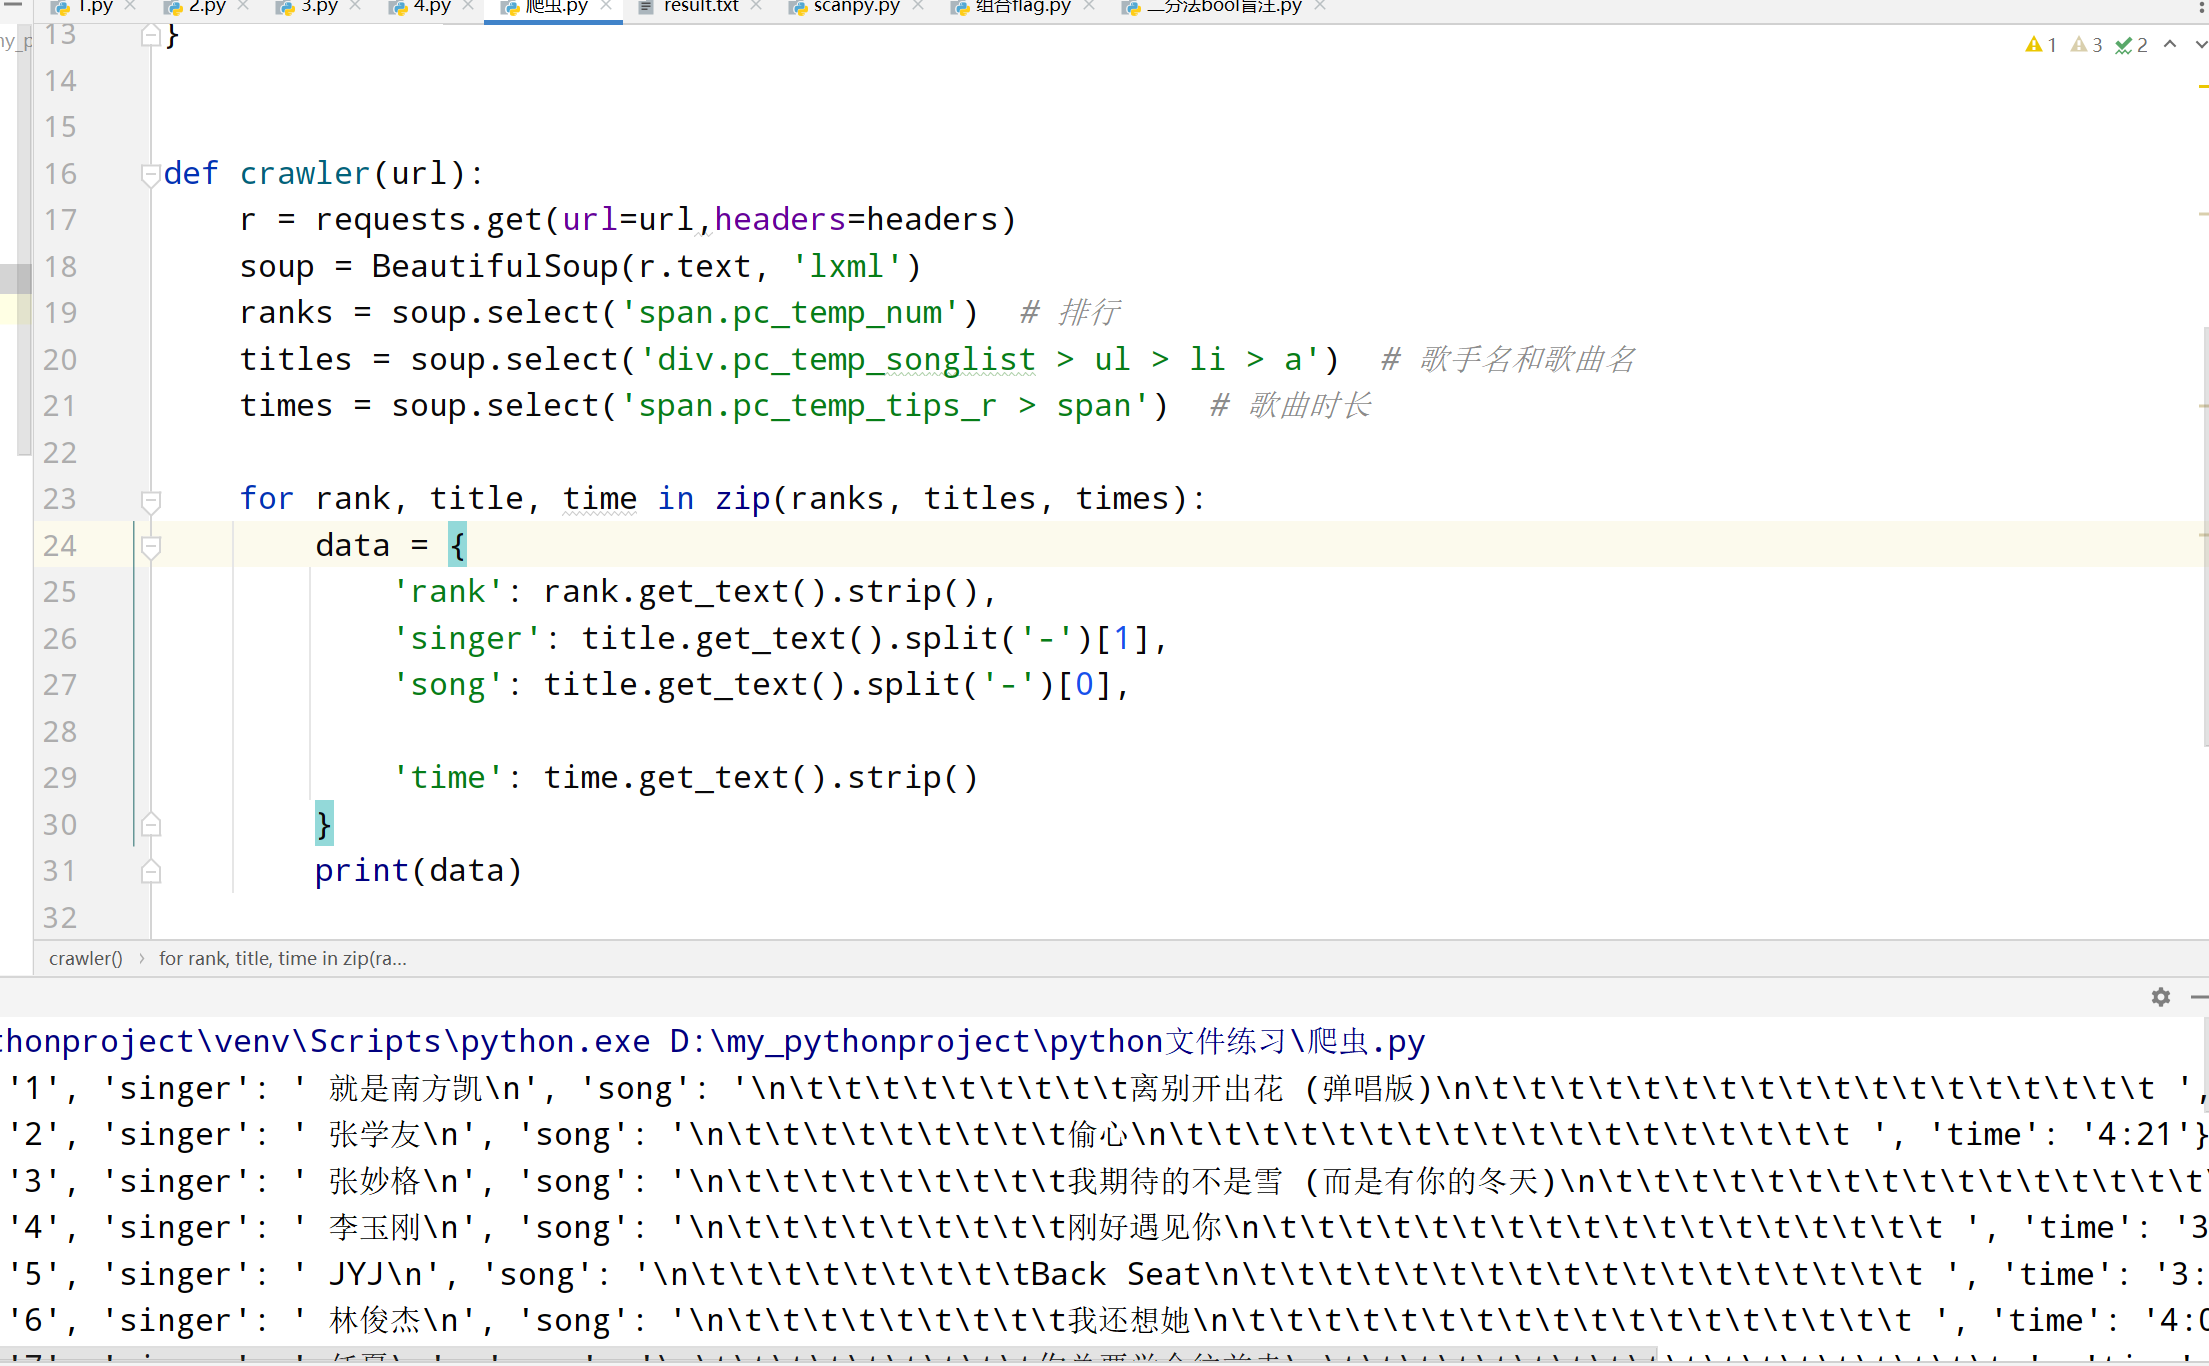 1.py 2.py 3.py 4.py 爬虫.py result.txt scanpy.py 组合flag.py 二分法bool盲注.py
1 3 2
13 }
14
15
16 def crawler(url):
17 r = requests.get(url=url,headers=headers)
18 soup = BeautifulSoup(r.text, 'lxml')
19 ranks = soup.select('span.pc_temp_num')  # 排行
20 titles = soup.select('div.pc_temp_songlist > ul > li > a')  # 歌手名和歌曲名
21 times = soup.select('span.pc_temp_tips_r > span')  # 歌曲时长
22
23 for rank, title, time in zip(ranks, titles, times):
24 data = {
25 'rank': rank.get_text().strip(),
26 'singer': title.get_text().split('-')[1],
27 'song': title.get_text().split('-')[0],
28
29 'time': time.get_text().strip()
30 }
31 print(data)
32
crawler() › for rank, title, time in zip(ra...
thonproject\venv\Scripts\python.exe D:\my_pythonproject\python文件练习\爬虫.py
'1', 'singer': ' 就是南方凯\n', 'song': '\n\t\t\t\t\t\t\t\t\t离别开出花 (弹唱版)\n\t\t\t\t\t\t\t\t\t\t\t\t\t\t\t\t\t\t ',
'2', 'singer': ' 张学友\n', 'song': '\n\t\t\t\t\t\t\t\t\t偷心\n\t\t\t\t\t\t\t\t\t\t\t\t\t\t\t\t\t\t ', 'time': '4:21'}
'3', 'singer': ' 张妙格\n', 'song': '\n\t\t\t\t\t\t\t\t\t我期待的不是雪 (而是有你的冬天)\n\t\t\t\t\t\t\t\t\t\t\t\t\t\t\t\t\
'4', 'singer': ' 李玉刚\n', 'song': '\n\t\t\t\t\t\t\t\t\t刚好遇见你\n\t\t\t\t\t\t\t\t\t\t\t\t\t\t\t\t\t\t ', 'time': '3
'5', 'singer': ' JYJ\n', 'song': '\n\t\t\t\t\t\t\t\t\tBack Seat\n\t\t\t\t\t\t\t\t\t\t\t\t\t\t\t\t\t\t ', 'time': '3:
'6', 'singer': ' 林俊杰\n', 'song': '\n\t\t\t\t\t\t\t\t\t我还想她\n\t\t\t\t\t\t\t\t\t\t\t\t\t\t\t\t\t\t ', 'time': '4:0